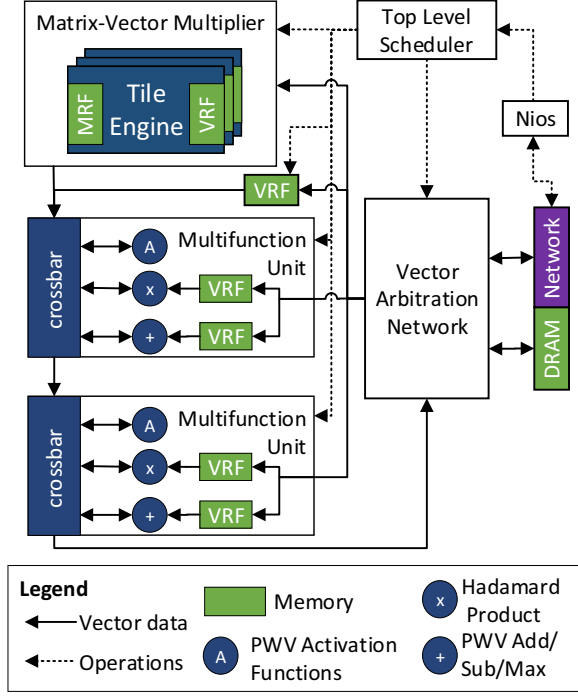 Matrix-Vector Multiplier
MRF
Tile
Engine
VRF
Top Level
Scheduler
Nios
VRF
crossbar
Multifunction
Unit
A
x
VRF
+
VRF
Vector
Arbitration
Network
Network
DRAM
crossbar
Multifunction
Unit
A
x
VRF
+
VRF
Legend
Vector data
Operations
Memory
A
PWV Activation
Functions
x
Hadamard
Product
+
PWV Add/
Sub/Max